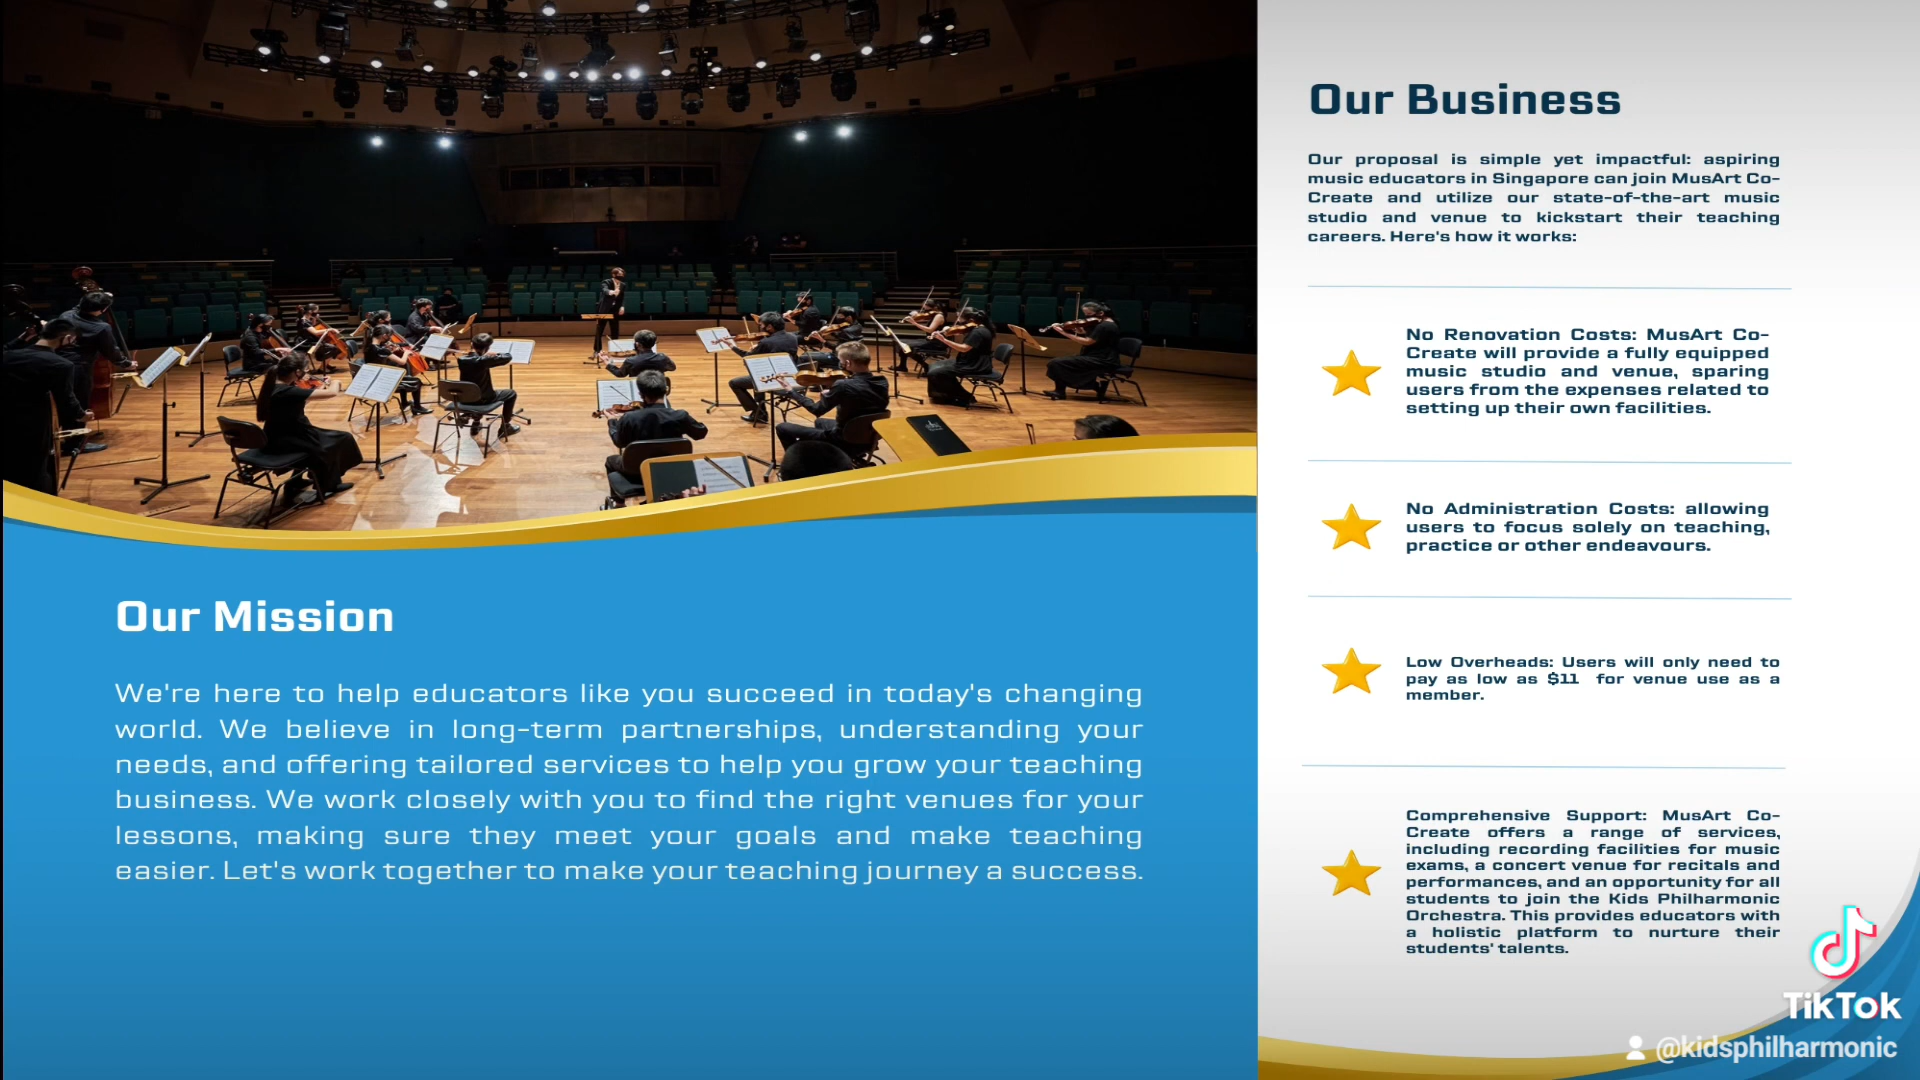 Our Mission
We're here to help educators like you succeed in today's changing
world. We believe in long-term partnerships, understanding your
needs, and offering tailored services to help you grow your teaching
business. We work closely with you to find the right venues for your
lessons, making sure they meet your goals and make teaching
easier. Let's work together to make your teaching journey a success.
Our Business
Our proposal is simple yet impactful: aspiring
music educators in Singapore can join MusArt Co-
Create and utilize our state-of-the-art music
studio and venue to kickstart their teaching
careers. Here's how it works:
No Renovation Costs: MusArt Co-
Create will provide a fully equipped
music studio and venue, sparing
users from the expenses related to
setting up their own facilities.
No Administration Costs: allowing
users to focus solely on teaching,
practice or other endeavours.
Low Overheads: Users will only need to
pay as low as $11 for venue use as a
member.
Comprehensive Support: MusArt Co-
Create offers a range of services,
including recording facilities for music
exams, a concert venue for recitals and
performances, and an opportunity for all
students to join the Kids Philharmonic
Orchestra. This provides educators with
a holistic platform to nurture their
students' talents.
TikTok
@kidsphilharmonic